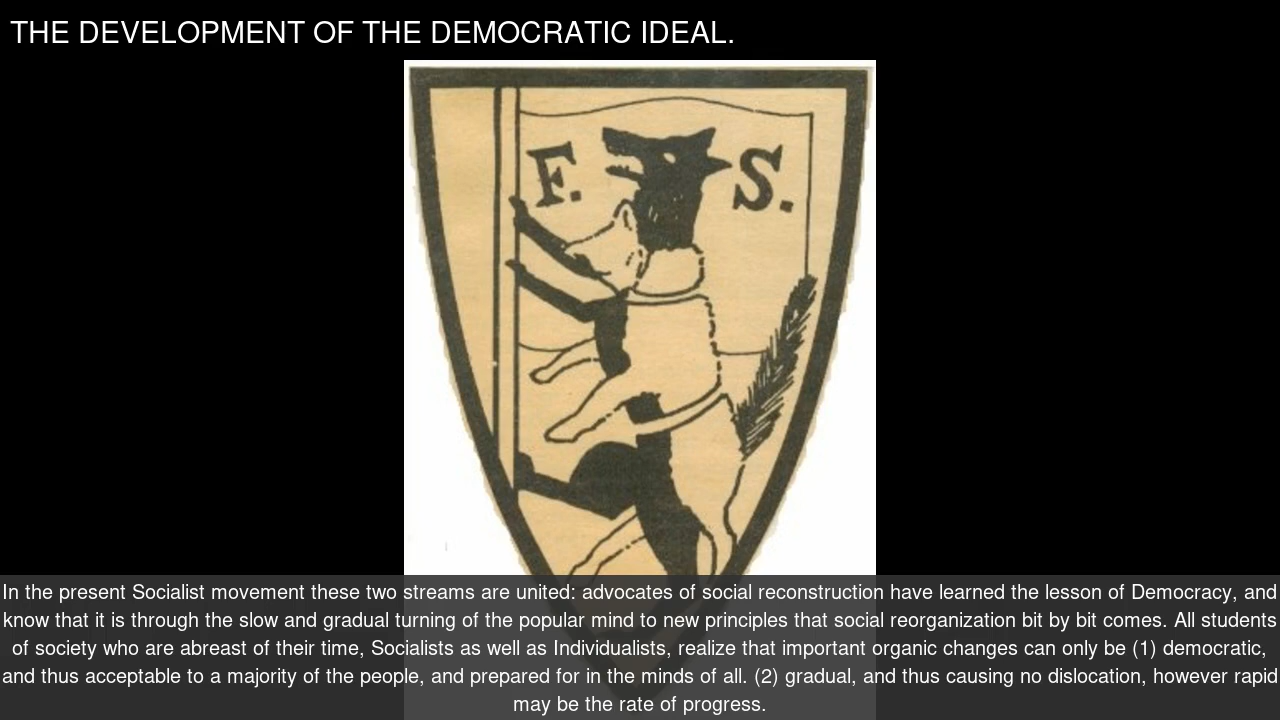 THE DEVELOPMENT OF THE DEMOCRATIC IDEAL.
F. S.
In the present Socialist movement these two streams are united: advocates of social reconstruction have learned the lesson of Democracy, and
know that it is through the slow and gradual turning of the popular mind to new principles that social reorganization bit by bit comes. All students
of society who are abreast of their time, Socialists as well as Individualists, realize that important organic changes can only be (1) democratic,
and thus acceptable to a majority of the people, and prepared for in the minds of all. (2) gradual, and thus causing no dislocation, however rapid
may be the rate of progress.